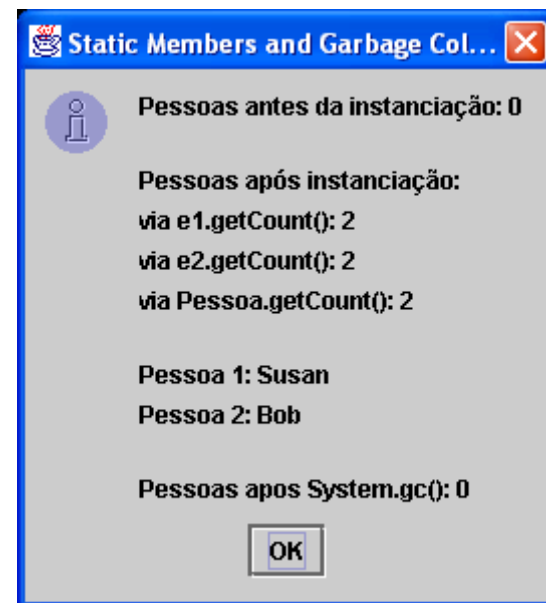 Static Members and Garbage Col...
Pessoas antes da instanciação: 0
Pessoas após instanciação:
via e1.getCount(): 2
via e2.getCount(): 2
via Pessoa.getCount(): 2
Pessoa 1: Susan
Pessoa 2: Bob
Pessoas apos System.gc(): 0
OK